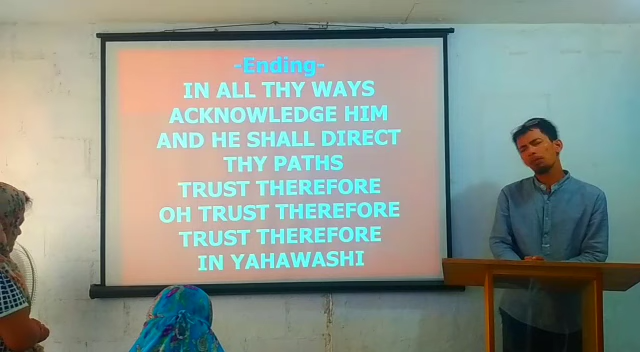 -Ending-
IN ALL THY WAYS
ACKNOWLEDGE HIM
AND HE SHALL DIRECT
THY PATHS
TRUST THEREFORE
OH TRUST THEREFORE
TRUST THEREFORE
IN YAHAWASHI